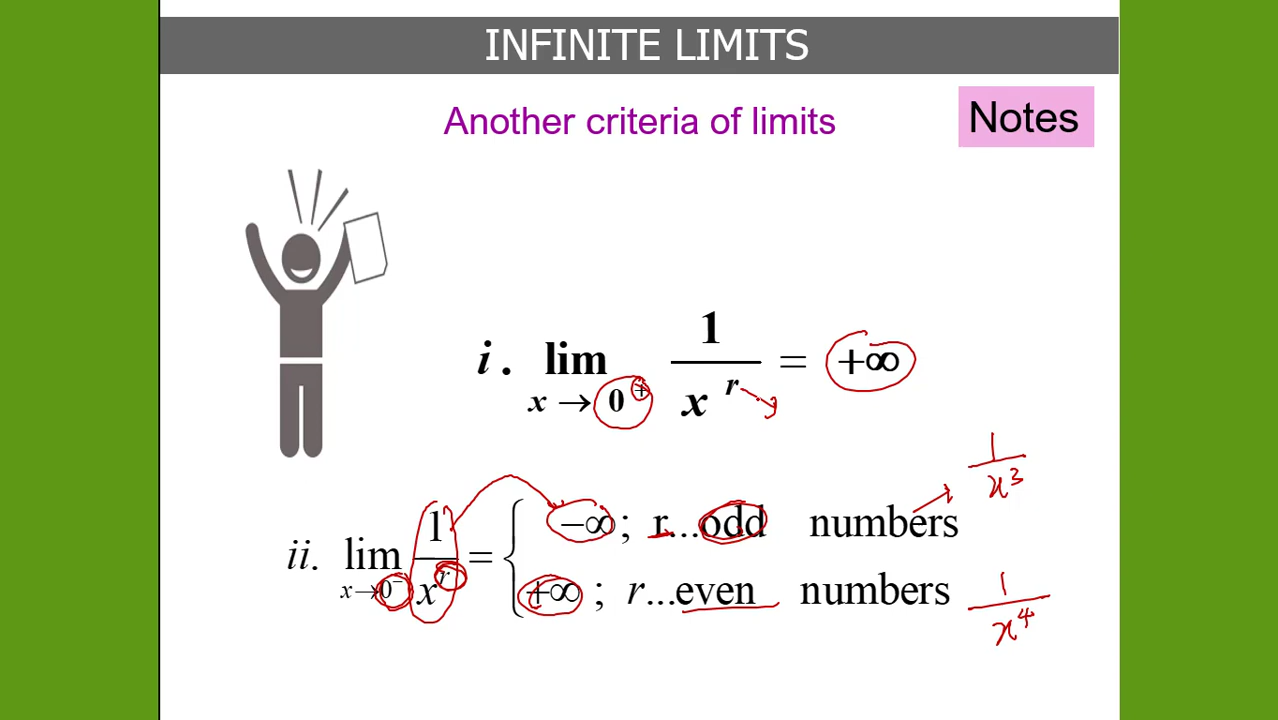 INFINITE LIMITS
Another criteria of limits
Notes
i. lim x → 0⁺ 1 / x^r = +∞
1 / x³
ii. lim x→0⁻ 1 / x^r = { −∞ ; r...odd numbers
+∞ ; r...even numbers
1 / x⁴